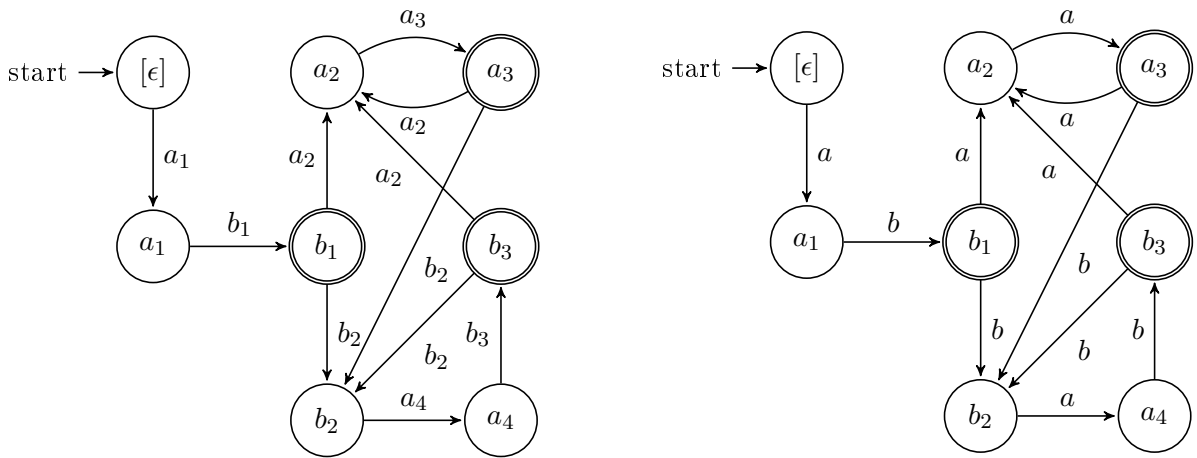 start [ϵ] a₂ a₃ a₃ a₂
a₁ a₂ a₂
a₁ b₁ b₁ b₃
b₂ b₂ b₂ b₃
b₂ a₄ a₄
start [ϵ] a₂ a a₃ a
a a a
a₁ b b₁ b₃
b b b b
b₂ a a₄